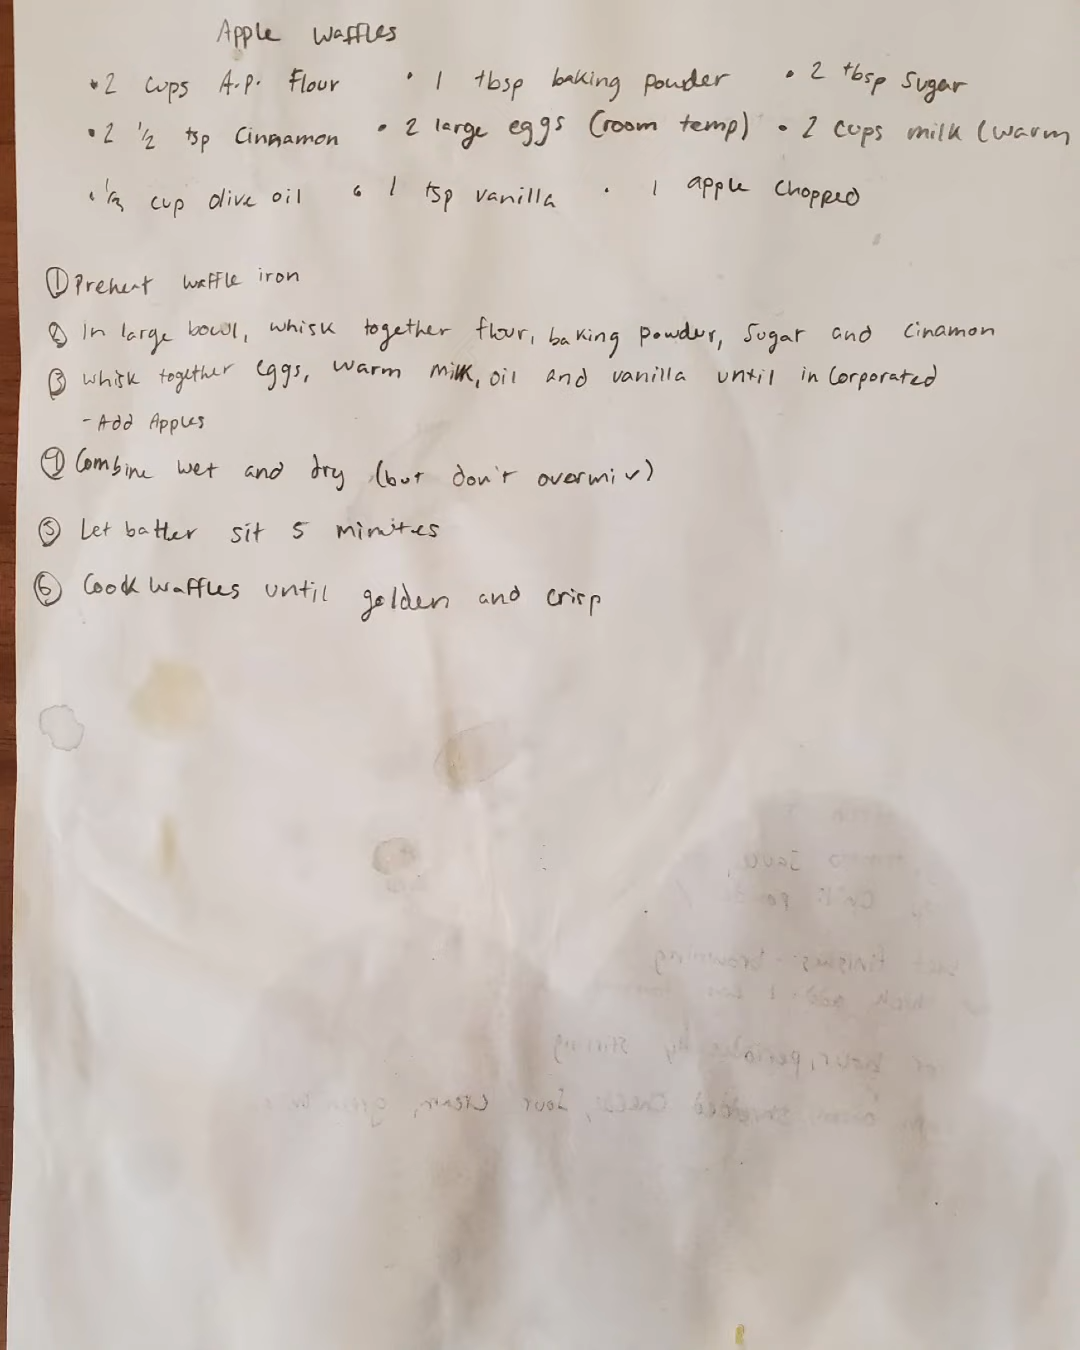 Apple Waffles
• 2 cups A.P. Flour • 1 tbsp baking powder • 2 tbsp Sugar
• 2 1/2 tsp Cinnamon • 2 large eggs (room temp) • 2 cups milk (warm
• 1/3 cup olive oil • 1 tsp vanilla • 1 apple chopped
① Preheat waffle iron
② In large bowl, whisk together flour, baking powder, Sugar and Cinamon
③ whisk together eggs, warm milk, oil and vanilla until incorporated
- Add Apples
④ Combine wet and dry (but don't overmix)
⑤ Let batter sit 5 minutes
⑥ Cook waffles until golden and crisp